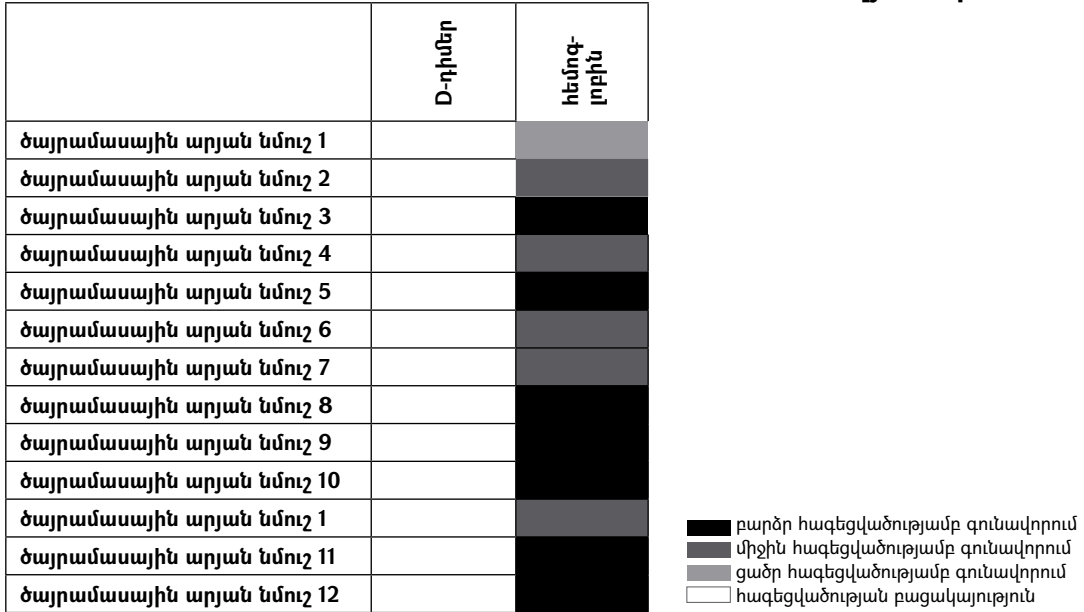 D-դիմեր
հեմոգ-
լոբին
ծայրամասային արյան նմուշ 1
ծայրամասային արյան նմուշ 2
ծայրամասային արյան նմուշ 3
ծայրամասային արյան նմուշ 4
ծայրամասային արյան նմուշ 5
ծայրամասային արյան նմուշ 6
ծայրամասային արյան նմուշ 7
ծայրամասային արյան նմուշ 8
ծայրամասային արյան նմուշ 9
ծայրամասային արյան նմուշ 10
ծայրամասային արյան նմուշ 1
ծայրամասային արյան նմուշ 11
ծայրամասային արյան նմուշ 12
բարձր հագեցվածությամբ գունավորում
միջին հագեցվածությամբ գունավորում
ցածր հագեցվածությամբ գունավորում
հագեցվածության բացակայություն